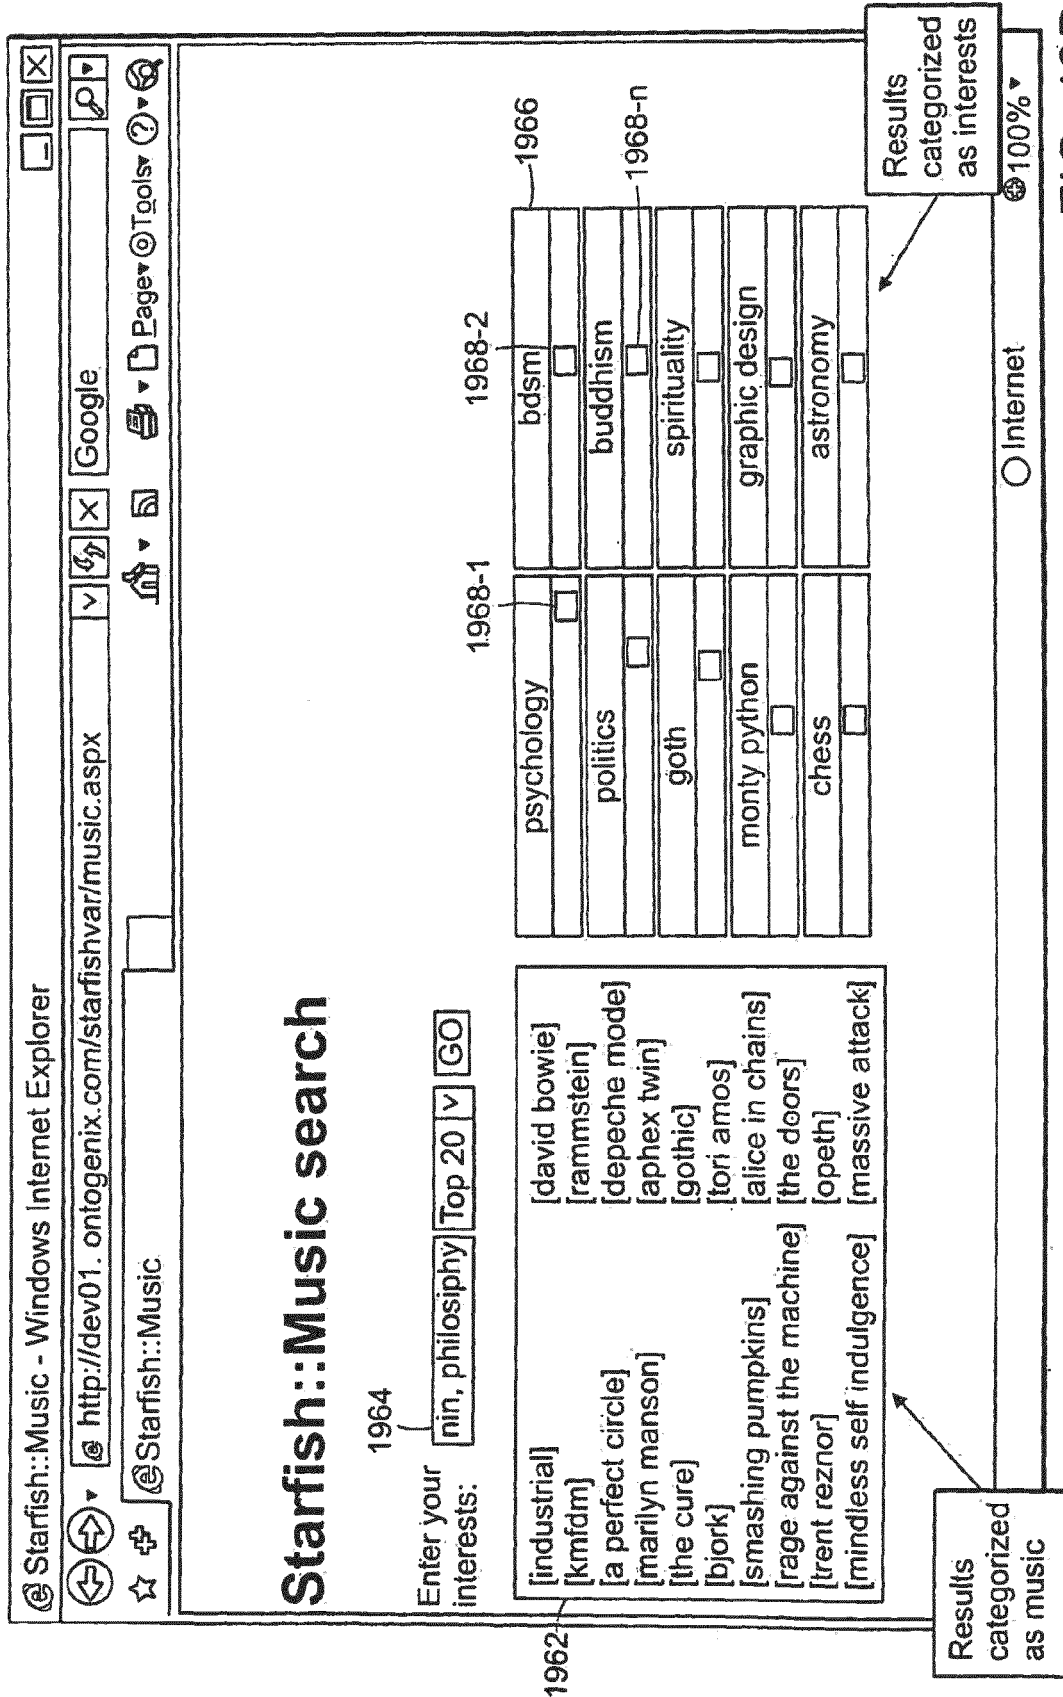 @Starfish::Music - Windows Internet Explorer
@ http://dev01. ontogenix.com/starfishvar/music.aspx
Google
@Starfish::Music
Page Tools ?
Starfish::Music search
1964
Enter your
interests:
nin, philosiphy
Top 20
GO
1962
[industrial]
[kmfdm]
[a perfect circle]
[marilyn manson]
[the cure]
[bjork]
[smashing pumpkins]
[rage against the machine]
[trent reznor]
[mindless self indulgence]
[david bowie]
[rammstein]
[depeche mode]
[aphex twin]
[gothic]
[tori amos]
[alice in chains]
[the doors]
[opeth]
[massive attack]
1968-1
1968-2
1966
1968-n
psychology
bdsm
politics
buddhism
goth
spirituality
monty python
graphic design
chess
astronomy
Results
categorized
as music
Results
categorized
as interests
Internet
100%